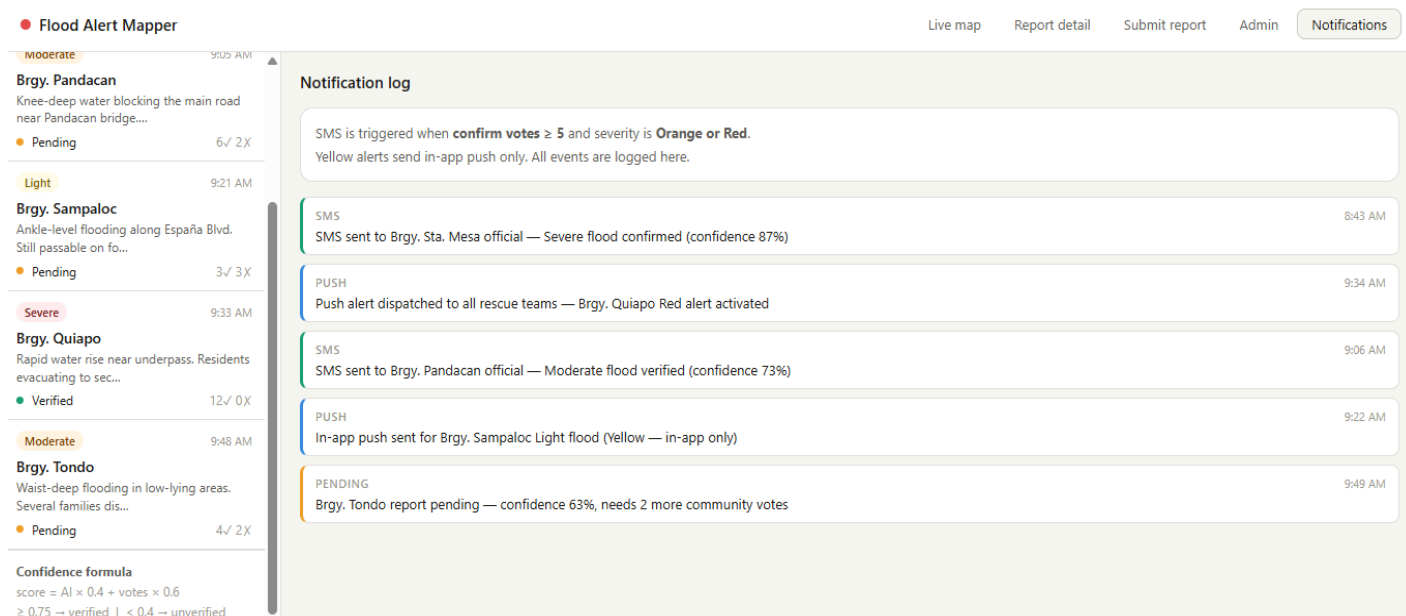 Flood Alert Mapper
Live map
Report detail
Submit report
Admin
Notifications
Moderate 9:05 AM
Brgy. Pandacan
Knee-deep water blocking the main road
near Pandacan bridge....
Pending 6✓ 2✗
Light 9:21 AM
Brgy. Sampaloc
Ankle-level flooding along España Blvd.
Still passable on fo...
Pending 3✓ 3✗
Severe 9:33 AM
Brgy. Quiapo
Rapid water rise near underpass. Residents
evacuating to sec...
Verified 12✓ 0✗
Moderate 9:48 AM
Brgy. Tondo
Waist-deep flooding in low-lying areas.
Several families dis...
Pending 4✓ 2✗
Confidence formula
score = AI × 0.4 + votes × 0.6
≥ 0.75 → verified | < 0.4 → unverified
Notification log
SMS is triggered when confirm votes ≥ 5 and severity is Orange or Red.
Yellow alerts send in-app push only. All events are logged here.
SMS 8:43 AM
SMS sent to Brgy. Sta. Mesa official — Severe flood confirmed (confidence 87%)
PUSH 9:34 AM
Push alert dispatched to all rescue teams — Brgy. Quiapo Red alert activated
SMS 9:06 AM
SMS sent to Brgy. Pandacan official — Moderate flood verified (confidence 73%)
PUSH 9:22 AM
In-app push sent for Brgy. Sampaloc Light flood (Yellow — in-app only)
PENDING 9:49 AM
Brgy. Tondo report pending — confidence 63%, needs 2 more community votes